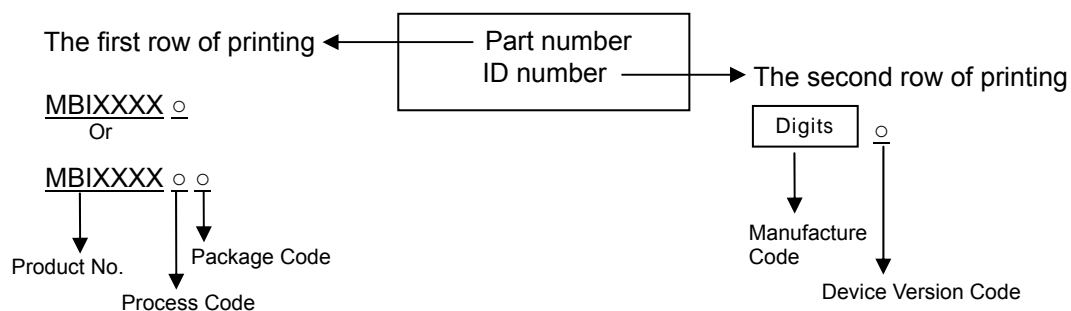 The first row of printing
Part number
ID number
The second row of printing
MBIXXXX ○
Or
MBIXXXX ○ ○
Product No.
Process Code
Package Code
Digits ○
Manufacture
Code
Device Version Code